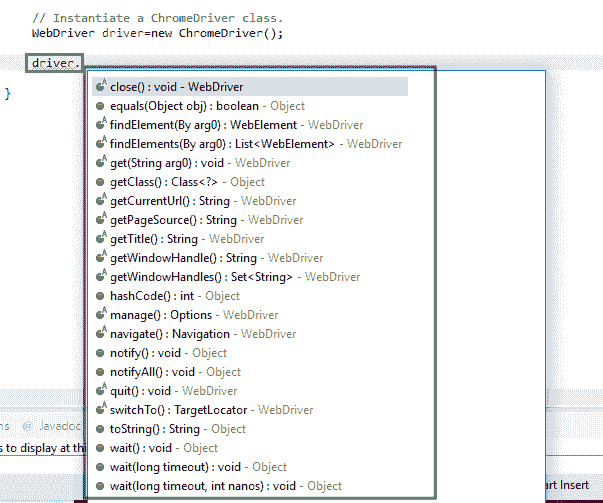 // Instantiate a ChromeDriver class.
WebDriver driver=new ChromeDriver();
driver.
}
close() : void - WebDriver
equals(Object obj) : boolean - Object
findElement(By arg0) : WebElement - WebDriver
findElements(By arg0) : List<WebElement> - WebDriver
get(String arg0) : void - WebDriver
getClass() : Class<?> - Object
getCurrentUrl() : String - WebDriver
getPageSource() : String - WebDriver
getTitle() : String - WebDriver
getWindowHandle() : String - WebDriver
getWindowHandles() : Set<String> - WebDriver
hashCode() : int - Object
manage() : Options - WebDriver
navigate() : Navigation - WebDriver
notify() : void - Object
notifyAll() : void - Object
quit() : void - WebDriver
switchTo() : TargetLocator - WebDriver
toString() : String - Object
wait() : void - Object
wait(long timeout) : void - Object
wait(long timeout, int nanos) : void - Object
ns @ Javadoc
s to display at thi
art Insert